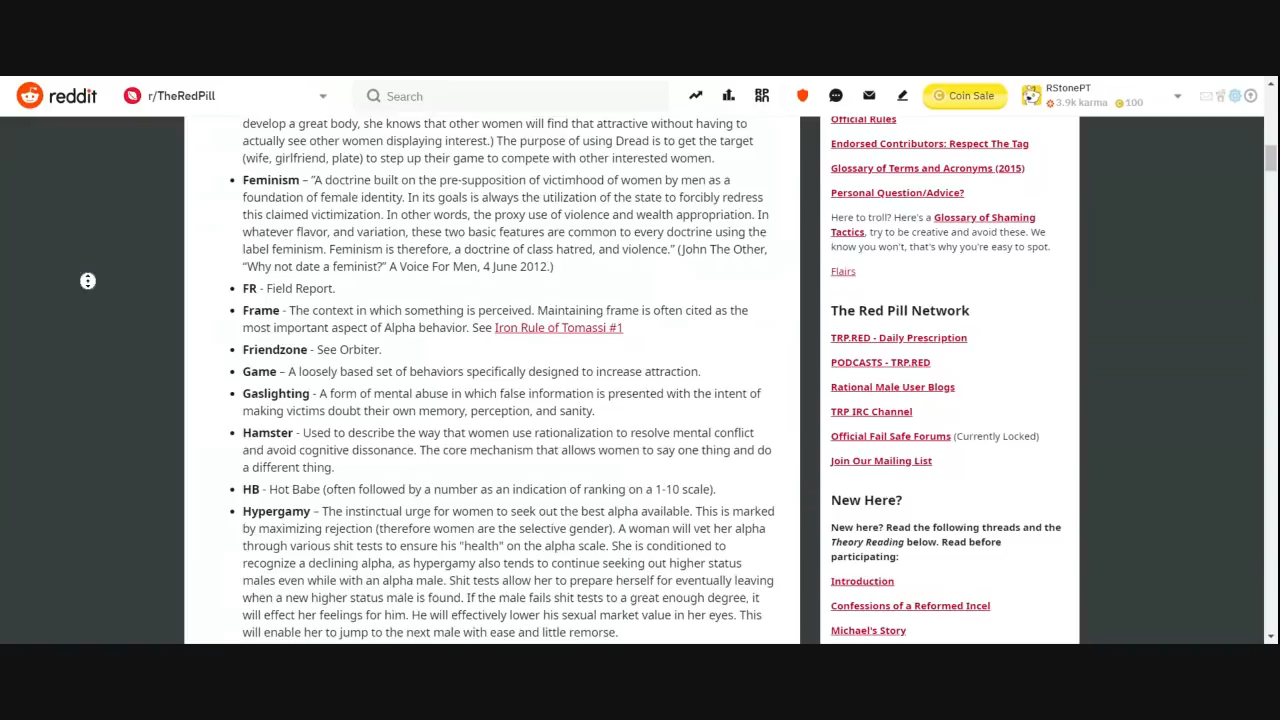 reddit
r/TheRedPill
Search
Coin Sale
RStonePT
3.9k karma
100
develop a great body, she knows that other women will find that attractive without having to
actually see other women displaying interest.) The purpose of using Dread is to get the target
(wife, girlfriend, plate) to step up their game to compete with other interested women.
Feminism – ”A doctrine built on the pre-supposition of victimhood of women by men as a
foundation of female identity. In its goals is always the utilization of the state to forcibly redress
this claimed victimization. In other words, the proxy use of violence and wealth appropriation. In
whatever flavor, and variation, these two basic features are common to every doctrine using the
label feminism. Feminism is therefore, a doctrine of class hatred, and violence.” (John The Other,
“Why not date a feminist?” A Voice For Men, 4 June 2012.)
FR - Field Report.
Frame - The context in which something is perceived. Maintaining frame is often cited as the
most important aspect of Alpha behavior. See Iron Rule of Tomassi #1
Friendzone - See Orbiter.
Game – A loosely based set of behaviors specifically designed to increase attraction.
Gaslighting - A form of mental abuse in which false information is presented with the intent of
making victims doubt their own memory, perception, and sanity.
Hamster - Used to describe the way that women use rationalization to resolve mental conflict
and avoid cognitive dissonance. The core mechanism that allows women to say one thing and do
a different thing.
HB - Hot Babe (often followed by a number as an indication of ranking on a 1-10 scale).
Hypergamy – The instinctual urge for women to seek out the best alpha available. This is marked
by maximizing rejection (therefore women are the selective gender). A woman will vet her alpha
through various shit tests to ensure his "health" on the alpha scale. She is conditioned to
recognize a declining alpha, as hypergamy also tends to continue seeking out higher status
males even while with an alpha male. Shit tests allow her to prepare herself for eventually leaving
when a new higher status male is found. If the male fails shit tests to a great enough degree, it
will effect her feelings for him. He will effectively lower his sexual market value in her eyes. This
will enable her to jump to the next male with ease and little remorse.
Official Rules
Endorsed Contributors: Respect The Tag
Glossary of Terms and Acronyms (2015)
Personal Question/Advice?
Here to troll? Here's a Glossary of Shaming
Tactics, try to be creative and avoid these. We
know you won't, that's why you're easy to spot.
Flairs
The Red Pill Network
TRP.RED - Daily Prescription
PODCASTS - TRP.RED
Rational Male User Blogs
TRP IRC Channel
Official Fail Safe Forums (Currently Locked)
Join Our Mailing List
New Here?
New here? Read the following threads and the
Theory Reading below. Read before
participating:
Introduction
Confessions of a Reformed Incel
Michael's Story